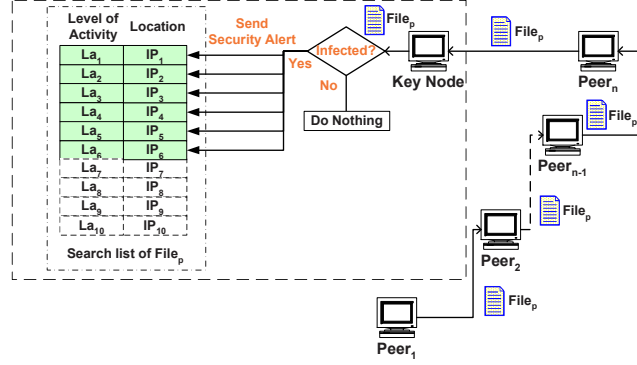 Level of Activity Location
La1 IP1
La2 IP2
La3 IP3
La4 IP4
La5 IP5
La6 IP6
La7 IP7
La8 IP8
La9 IP9
La10 IP10
Search list of Filep
Send
Security Alert
Yes
Infected?
No
Do Nothing
Filep
Key Node
Filep
Peern
Filep
Peern-1
Filep
Peer2
Filep
Peer1